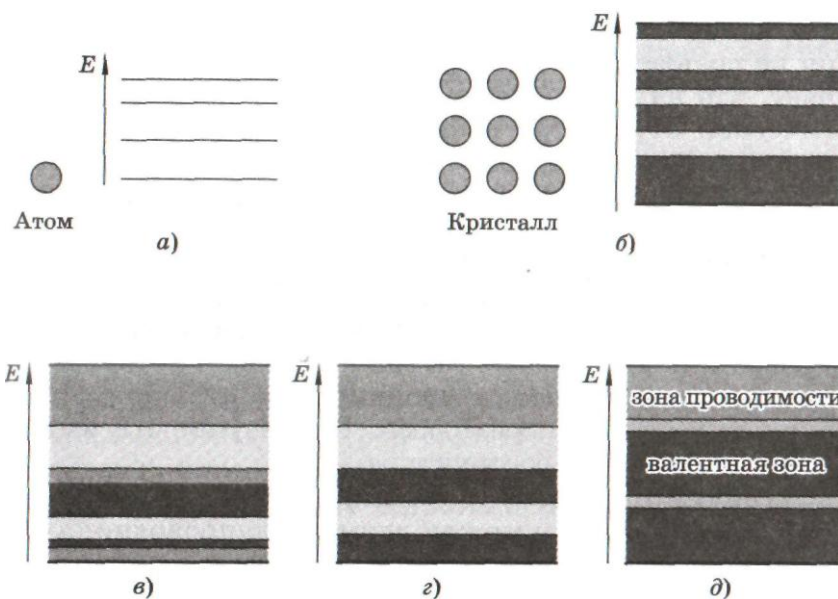 E
E
Атом
Кристалл
а)
б)
E
E
E
зона проводимости
валентная зона
в)
г)
д)